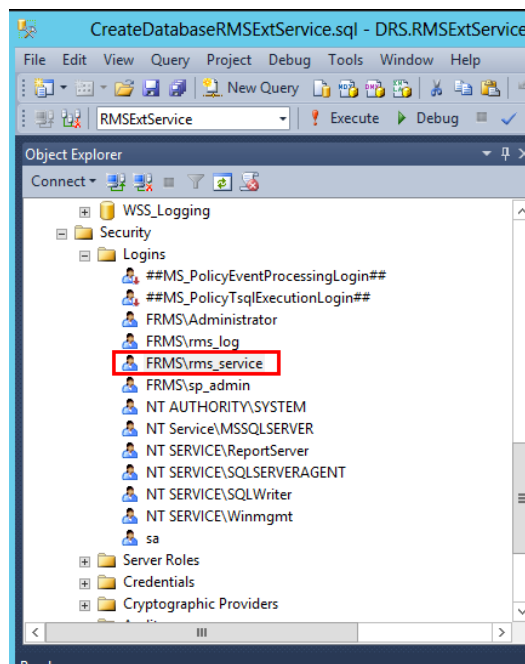 CreateDatabaseRMSExtService.sql - DRS.RMSExtService
File Edit View Query Project Debug Tools Window Help
New Query
RMSExtService Execute Debug
Object Explorer
Connect
WSS_Logging
Security
Logins
##MS_PolicyEventProcessingLogin##
##MS_PolicyTsqlExecutionLogin##
FRMS\Administrator
FRMS\rms_log
FRMS\rms_service
FRMS\sp_admin
NT AUTHORITY\SYSTEM
NT Service\MSSQLSERVER
NT SERVICE\ReportServer
NT SERVICE\SQLSERVERAGENT
NT SERVICE\SQLWriter
NT SERVICE\Winmgmt
sa
Server Roles
Credentials
Cryptographic Providers